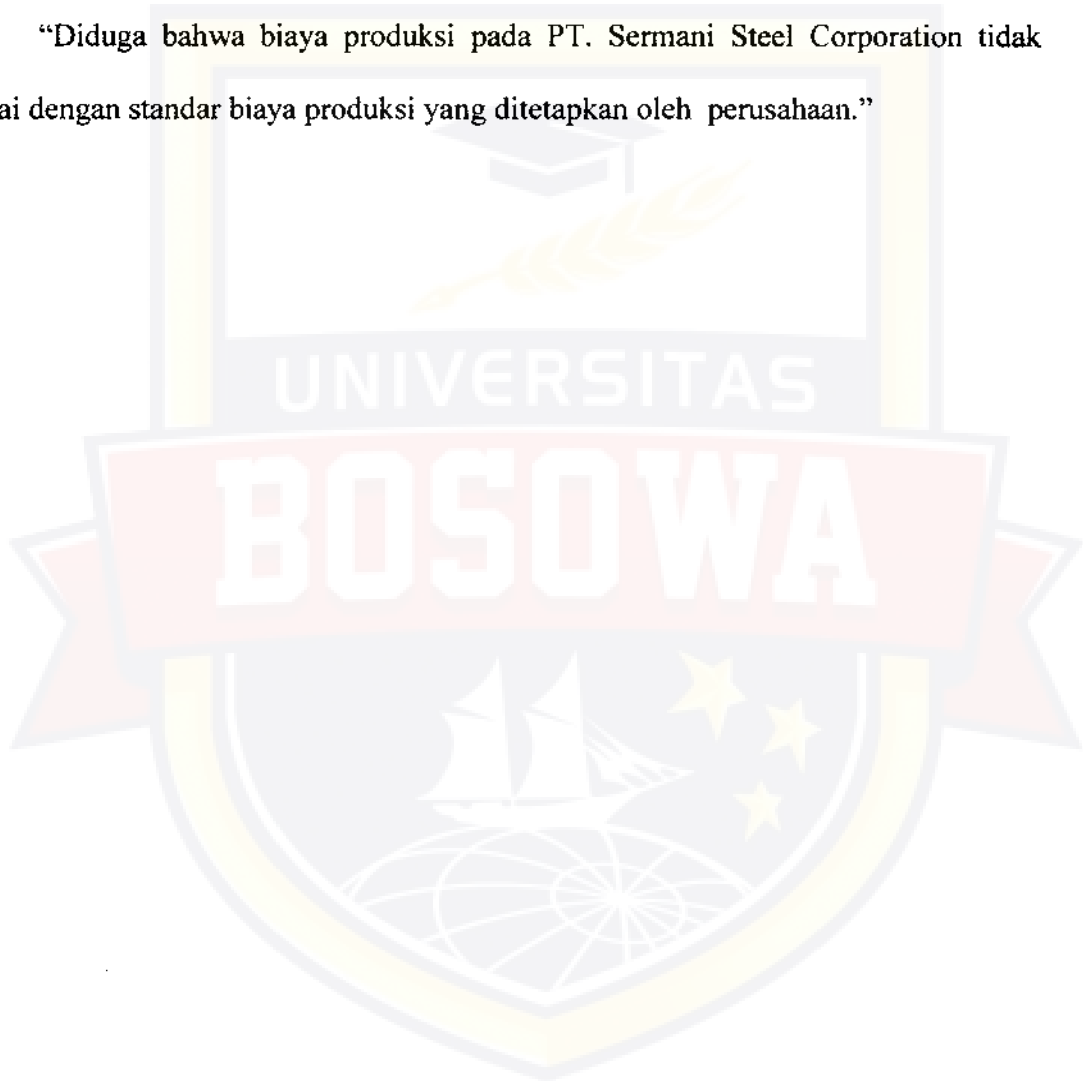 “Diduga bahwa biaya produksi pada PT. Sermani Steel Corporation tidak
ai dengan standar biaya produksi yang ditetapkan oleh perusahaan.”
UNIVERSITAS
BOSOWA